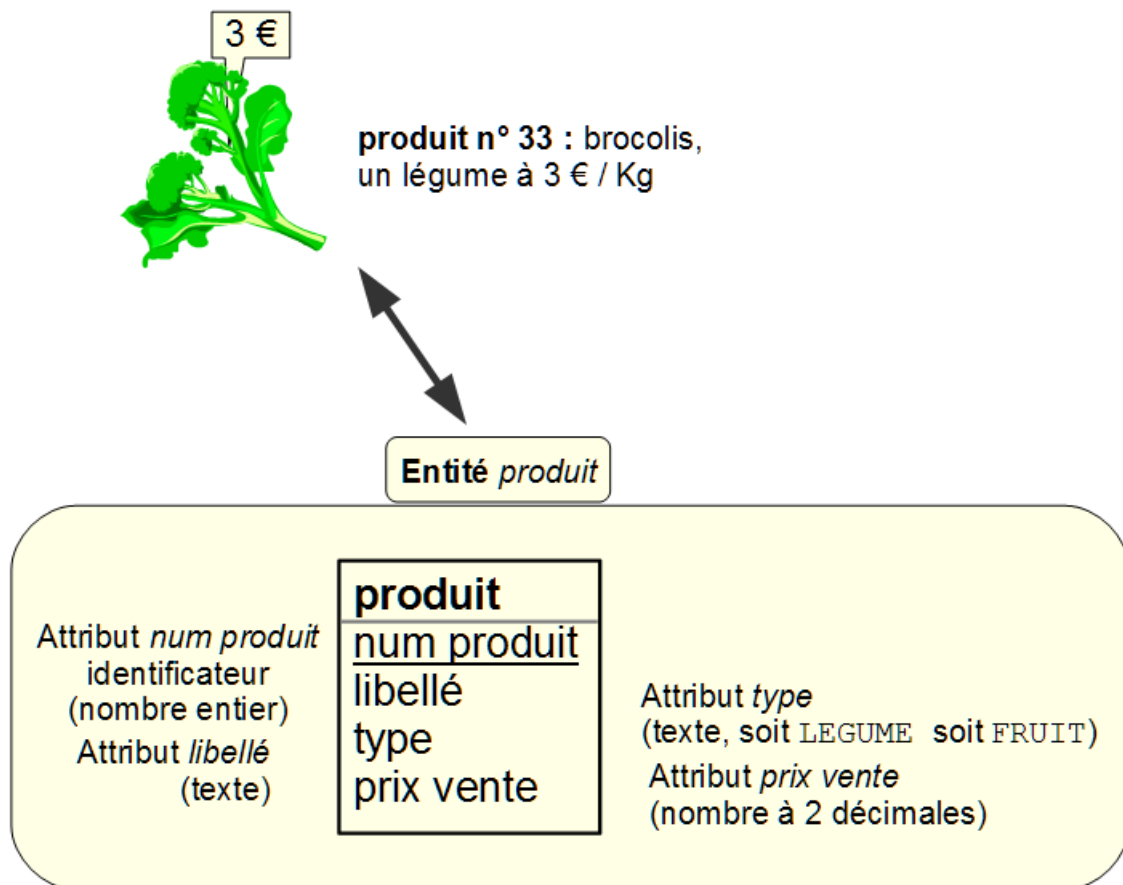 3 €
produit n° 33 : brocolis,
un légume à 3 € / Kg
Entité produit
produit
num produit
libellé
type
prix vente
Attribut num produit
identificateur
(nombre entier)
Attribut libellé
(texte)
Attribut type
(texte, soit LEGUME soit FRUIT)
Attribut prix vente
(nombre à 2 décimales)